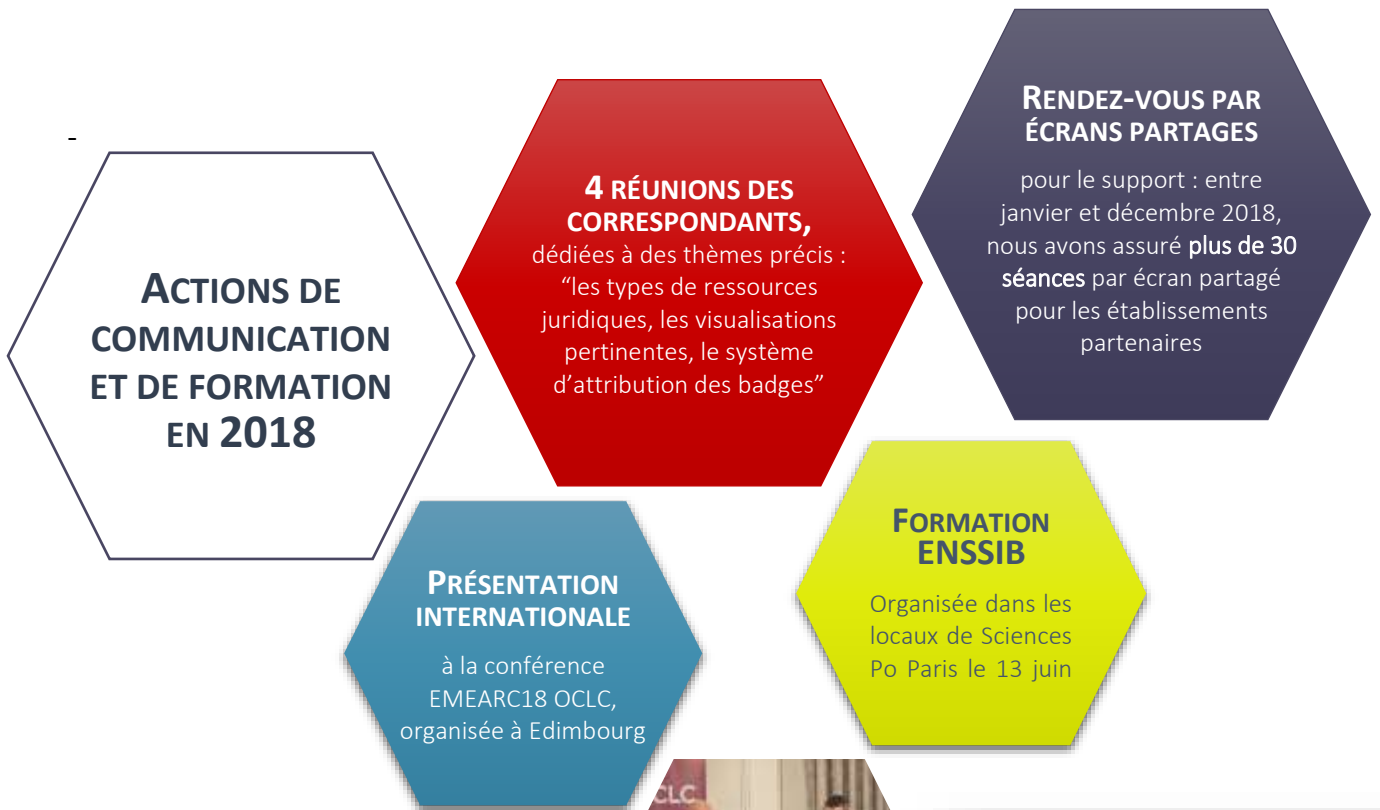 -
ACTIONS DE
COMMUNICATION
ET DE FORMATION
EN 2018
4 RÉUNIONS DES
CORRESPONDANTS,
dédiées à des thèmes précis :
“les types de ressources
juridiques, les visualisations
pertinentes, le système
d’attribution des badges”
RENDEZ-VOUS PAR
ÉCRANS PARTAGES
pour le support : entre
janvier et décembre 2018,
nous avons assuré plus de 30
séances par écran partagé
pour les établissements
partenaires
PRÉSENTATION
INTERNATIONALE
à la conférence
EMEARC18 OCLC,
organisée à Edimbourg
FORMATION
ENSSIB
Organisée dans les
locaux de Sciences
Po Paris le 13 juin
CLC